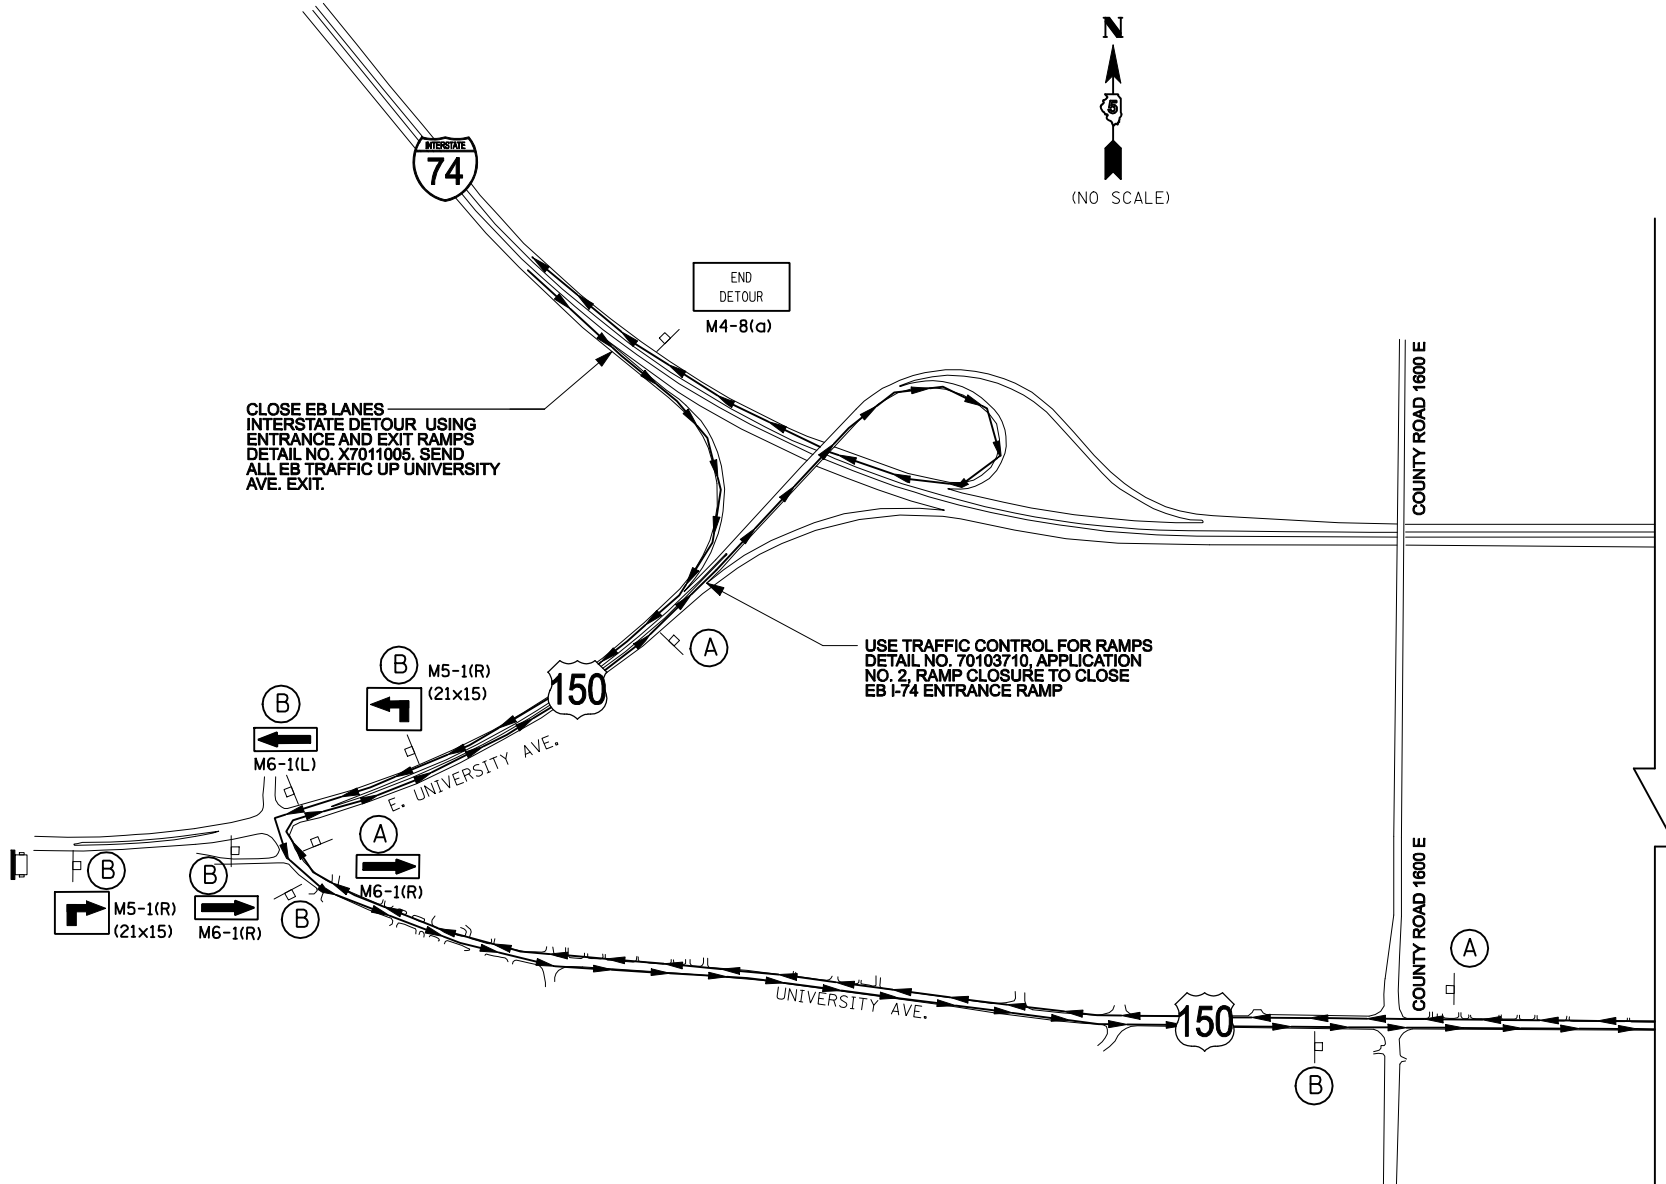 N
5
(NO SCALE)
INTERSTATE
74
END
DETOUR
M4-8(a)
CLOSE EB LANES
INTERSTATE DETOUR USING
ENTRANCE AND EXIT RAMPS
DETAIL NO. X7011005. SEND
ALL EB TRAFFIC UP UNIVERSITY
AVE. EXIT.
COUNTY ROAD 1600 E
A
USE TRAFFIC CONTROL FOR RAMPS
DETAIL NO. 70103710, APPLICATION
NO. 2, RAMP CLOSURE TO CLOSE
EB I-74 ENTRANCE RAMP
B
M5-1(R)
(21x15)
150
B
M6-1(L)
E. UNIVERSITY AVE.
A
M6-1(R)
B
M5-1(R)
(21x15)
B
M6-1(R)
B
UNIVERSITY AVE.
150
COUNTY ROAD 1600 E
A
B